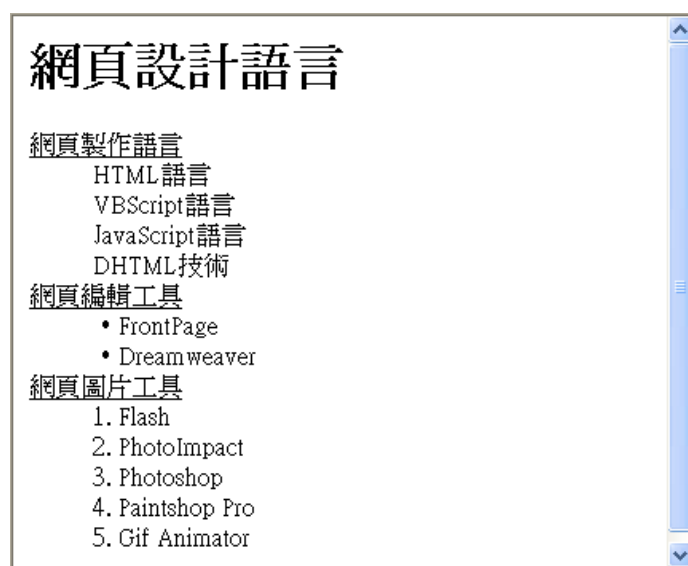 網頁設計語言
網頁製作語言
HTML語言
VBScript語言
JavaScript語言
DHTML技術
網頁編輯工具
• FrontPage
• Dreamweaver
網頁圖片工具
1. Flash
2. PhotoImpact
3. Photoshop
4. Paintshop Pro
5. Gif Animator